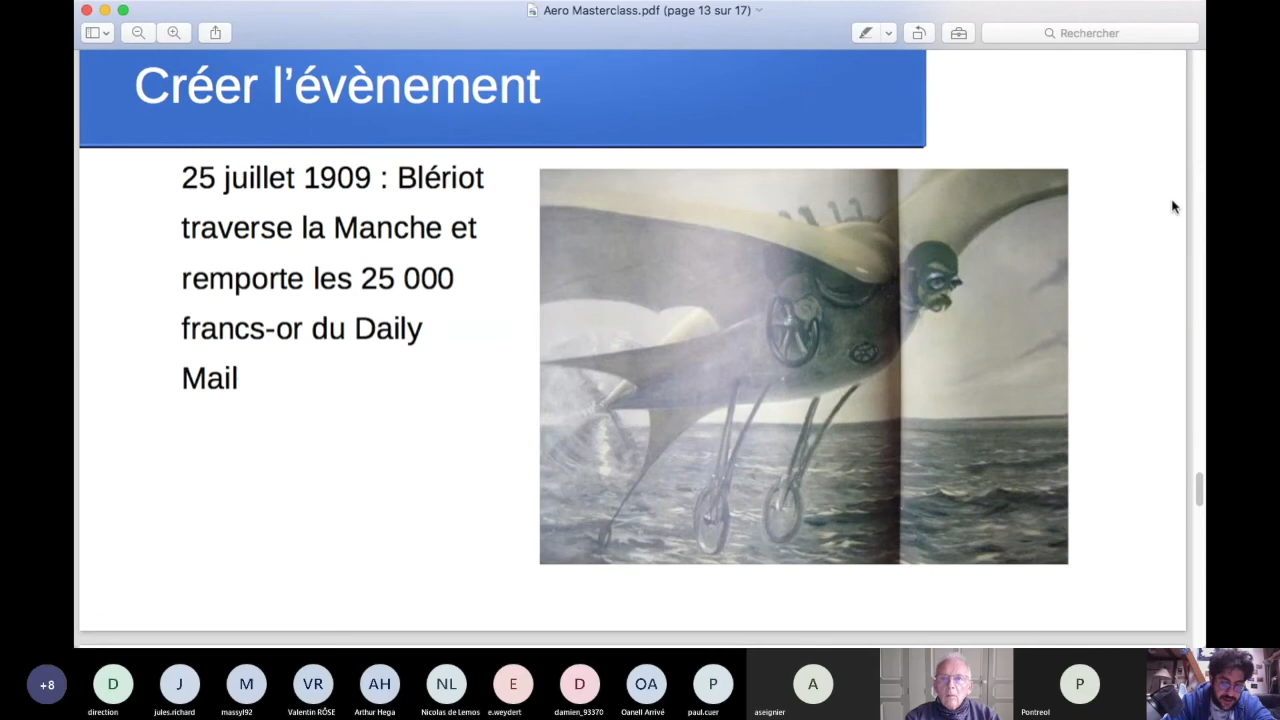 Aero Masterclass.pdf (page 13 sur 17)
Rechercher
Créer l’évènement
25 juillet 1909 : Blériot
traverse la Manche et
remporte les 25 000
francs-or du Daily
Mail
+8
D
J
M
VR
AH
NL
E
D
OA
P
A
P
direction
jules.richard
massyl92
Valentin RÔSE
Arthur Hega
Nicolas de Lemos
e.weydert
damien_93370
Oanell Arrivé
paul.cuer
aseignier
Pontreol